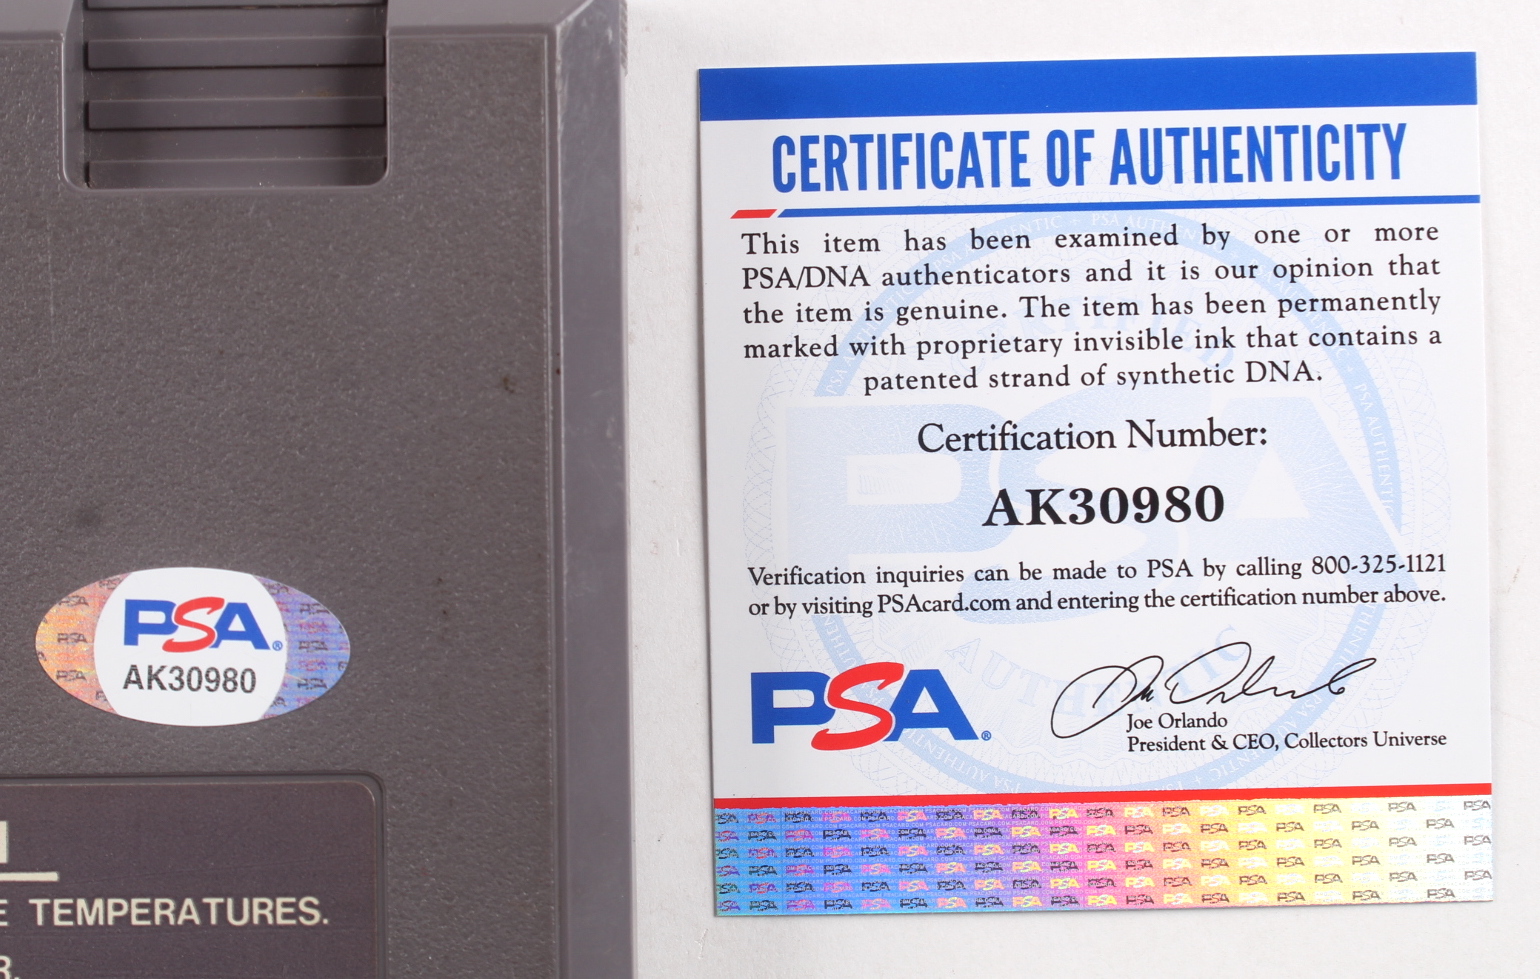 PSA®
AK30980
E TEMPERATURES.
R.
CERTIFICATE OF AUTHENTICITY
This item has been examined by one or more
PSA/DNA authenticators and it is our opinion that
the item is genuine. The item has been permanently
marked with proprietary invisible ink that contains a
patented strand of synthetic DNA.
Certification Number:
AK30980
Verification inquiries can be made to PSA by calling 800-325-1121
or by visiting PSAcard.com and entering the certification number above.
PSA®
Joe Orlando
President & CEO, Collectors Universe